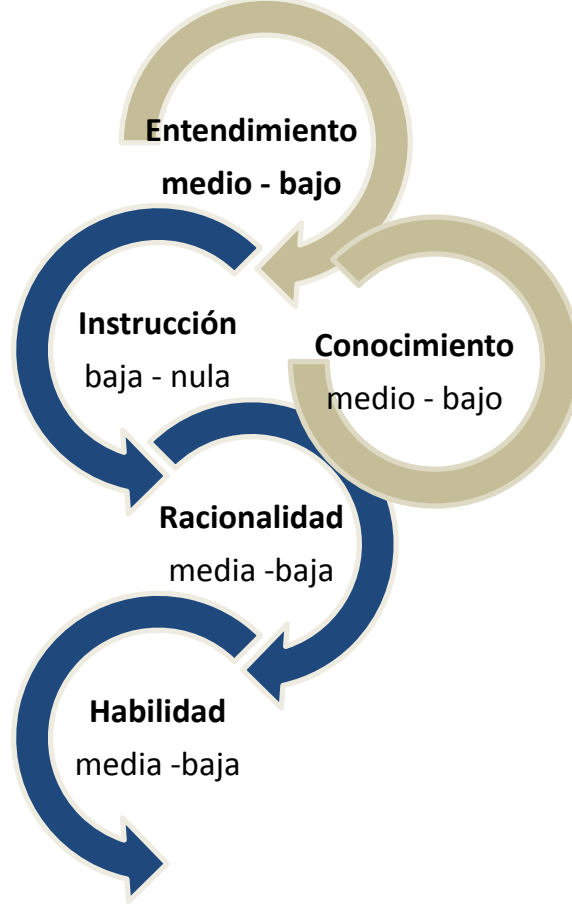 Entendimiento
medio - bajo
Instrucción
baja - nula
Conocimiento
medio - bajo
Racionalidad
media -baja
Habilidad
media -baja